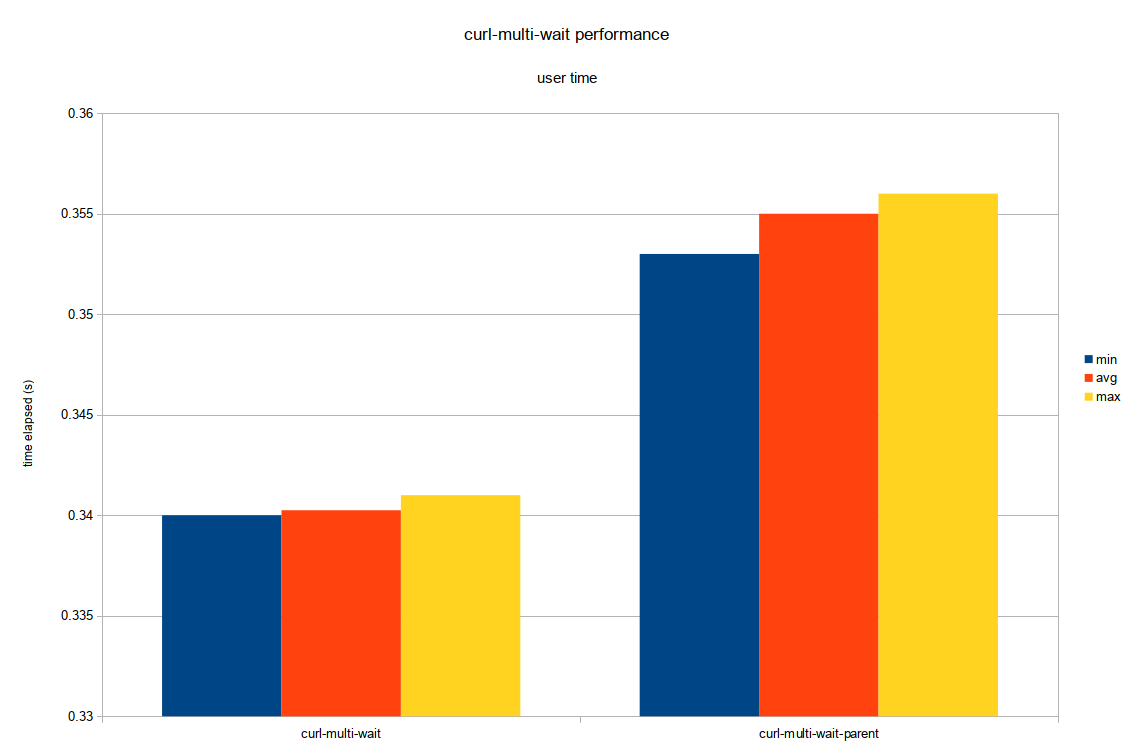 curl-multi-wait performance
user time
0.36
0.355
0.35
0.345
0.34
0.335
0.33
time elapsed (s)
curl-multi-wait
curl-multi-wait-parent
min
avg
max